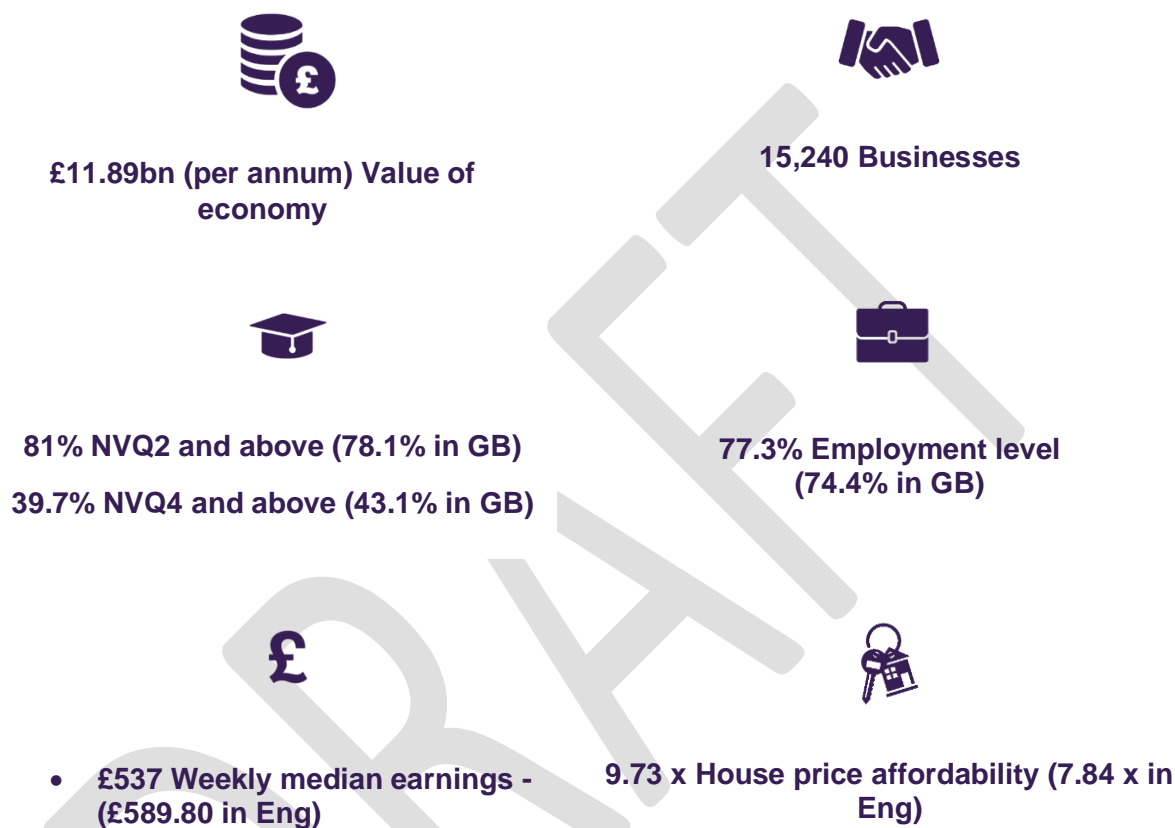 £11.89bn (per annum) Value of
economy
15,240 Businesses
81% NVQ2 and above (78.1% in GB)
39.7% NVQ4 and above (43.1% in GB)
77.3% Employment level
(74.4% in GB)
£
• £537 Weekly median earnings -
(£589.80 in Eng)
9.73 x House price affordability (7.84 x in
Eng)
DRAFT